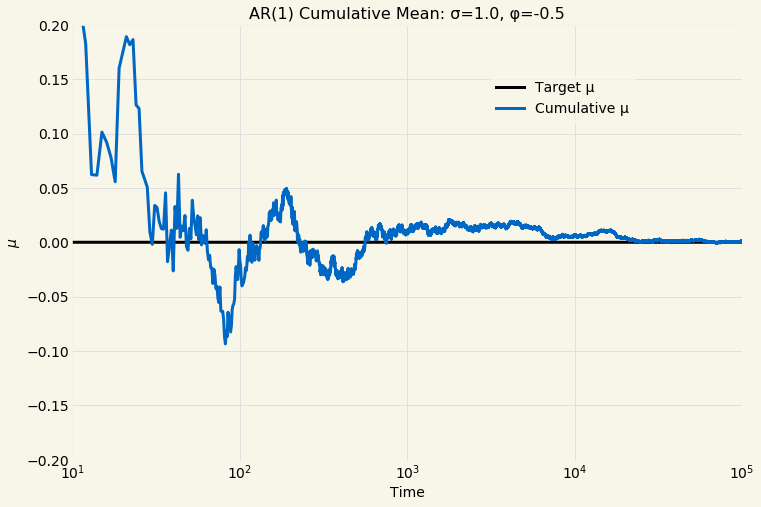 AR(1) Cumulative Mean: σ=1.0, φ=-0.5
0.20
0.15
0.10
0.05
0.00
−0.05
−0.10
−0.15
−0.20
μ
Target μ
Cumulative μ
10¹ 10² 10³ 10⁴ 10⁵
Time